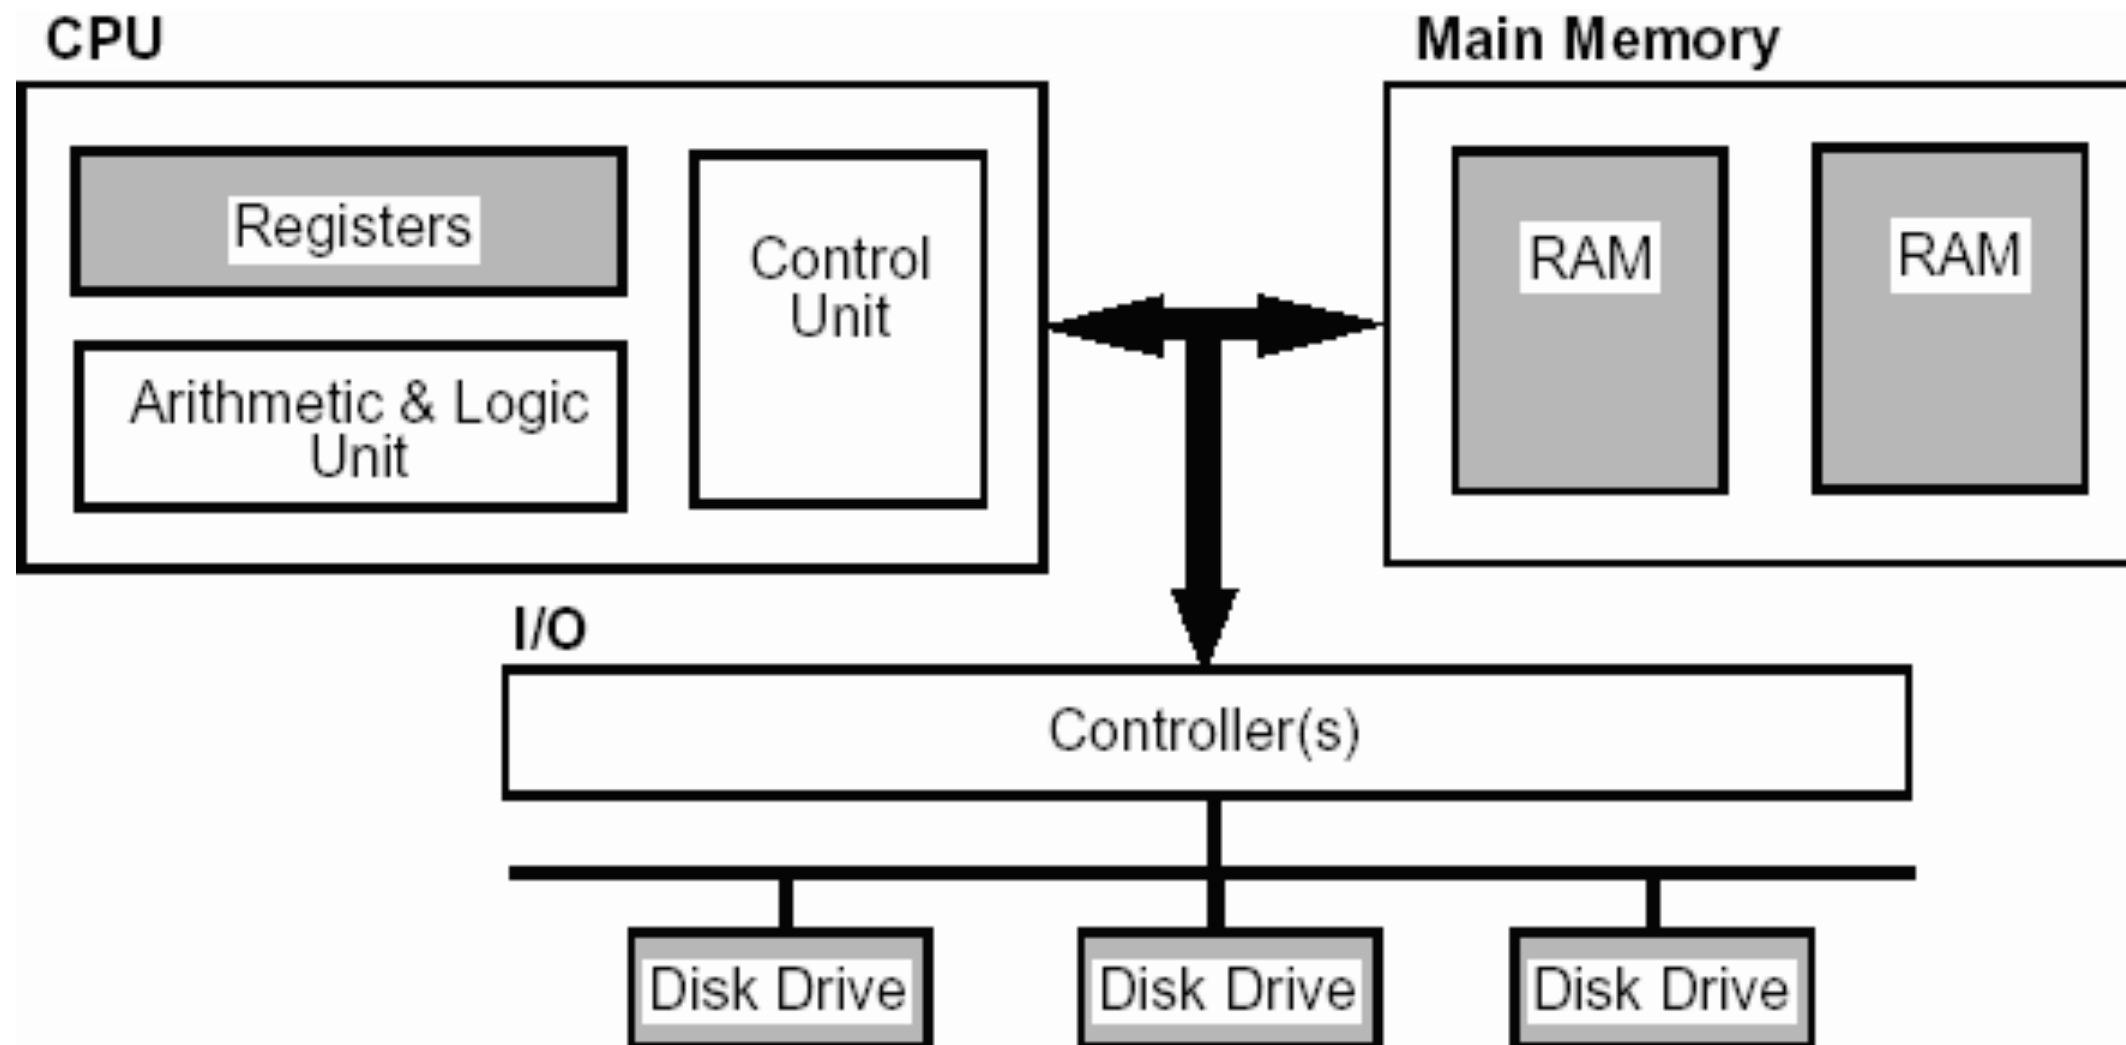 CPU
Main Memory
Registers
Control
Unit
Arithmetic & Logic
Unit
RAM
RAM
I/O
Controller(s)
Disk Drive
Disk Drive
Disk Drive